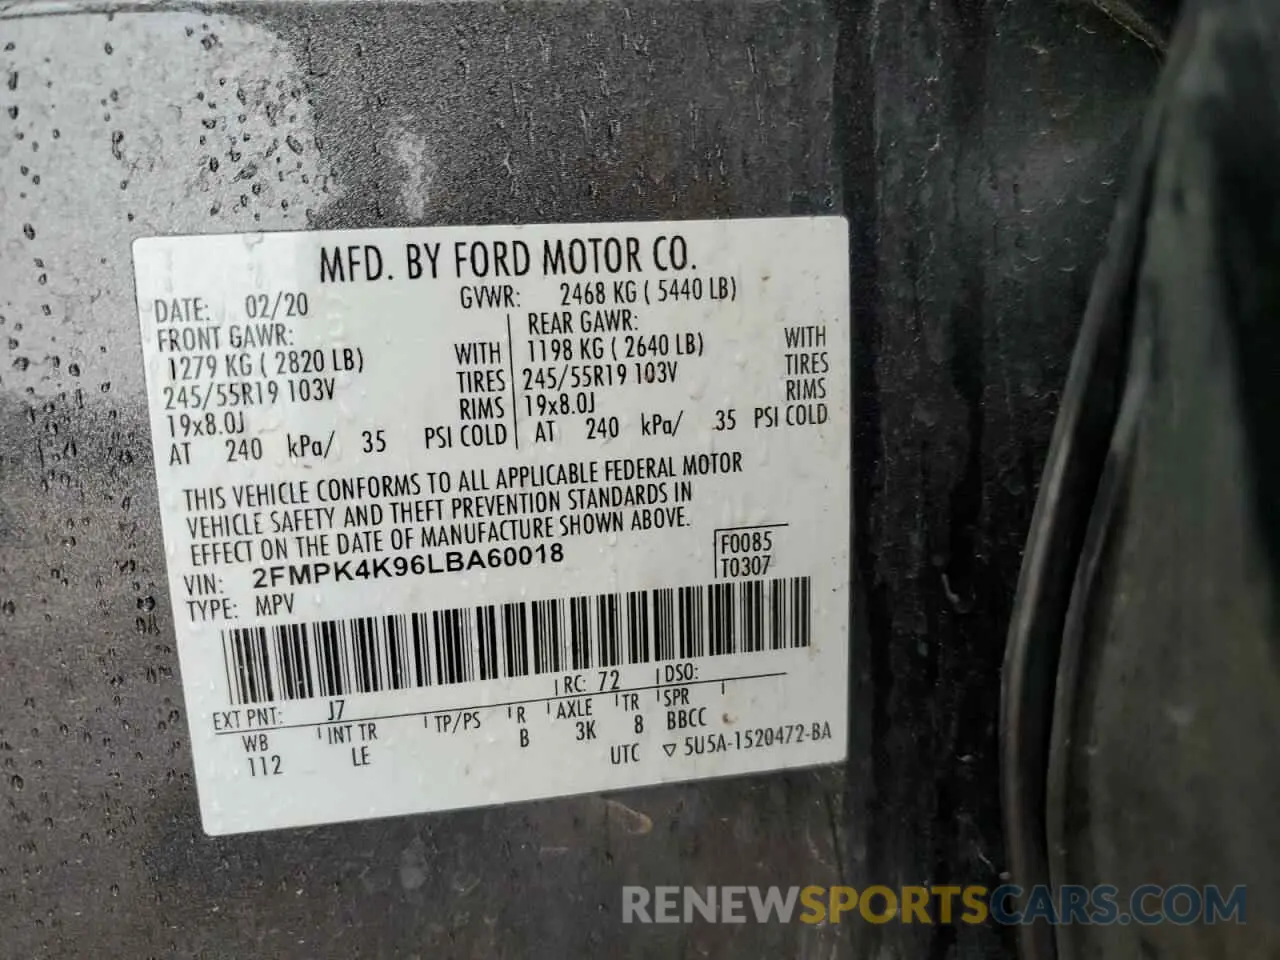 MFD. BY FORD MOTOR CO.
DATE: 02/20 GVWR: 2468 KG ( 5440 LB)
FRONT GAWR: REAR GAWR:
1279 KG ( 2820 LB) WITH 1198 KG ( 2640 LB) WITH
245/55R19 103V TIRES 245/55R19 103V TIRES
19x8.0J RIMS 19x8.0J RIMS
AT 240 kPa/ 35 PSI COLD AT 240 kPa/ 35 PSI COLD
THIS VEHICLE CONFORMS TO ALL APPLICABLE FEDERAL MOTOR
VEHICLE SAFETY AND THEFT PREVENTION STANDARDS IN
EFFECT ON THE DATE OF MANUFACTURE SHOWN ABOVE.
VIN: 2FMPK4K96LBA60018 F0085
TYPE: MPV T0307
EXT PNT: J7 RC: 72 DSO:
WB INT TR TP/PS R AXLE TR SPR
112 LE B 3K 8 BBCC
UTC ▽ 5U5A-1520472-BA
RENEWSPORTSCARS.COM